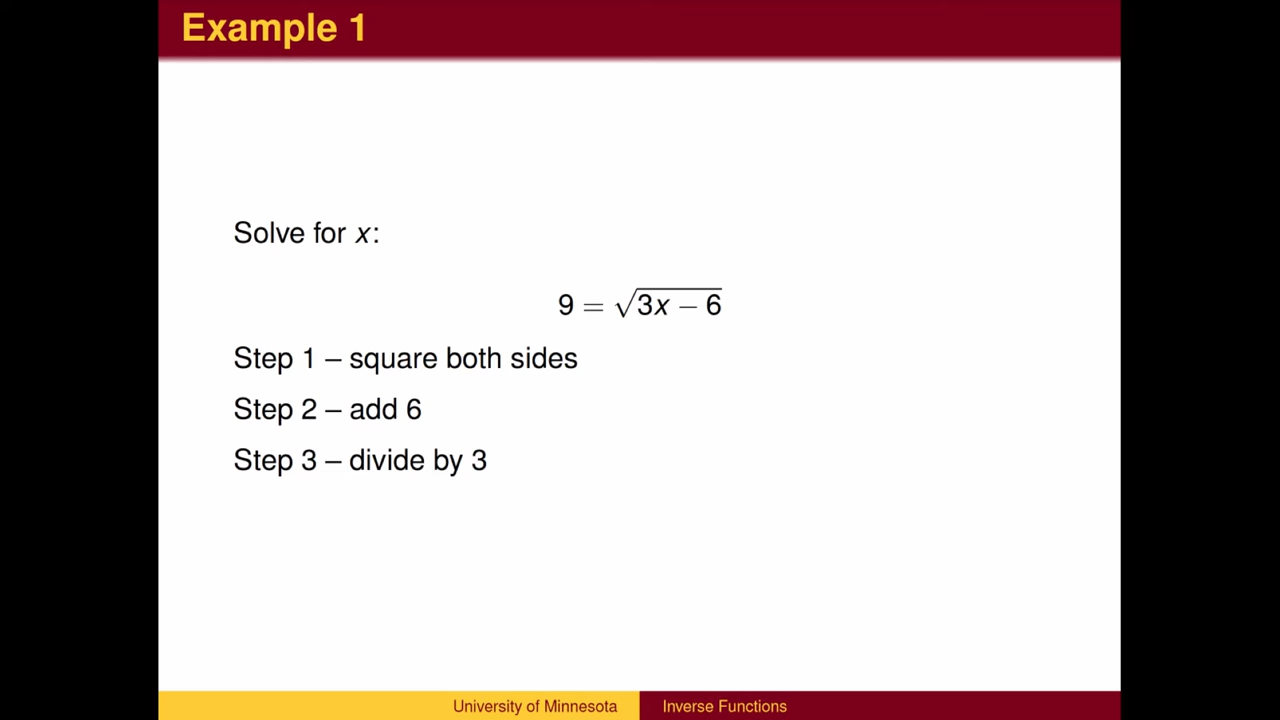 Example 1
Solve for x:
9 = √3x − 6
Step 1 – square both sides
Step 2 – add 6
Step 3 – divide by 3
University of Minnesota
Inverse Functions